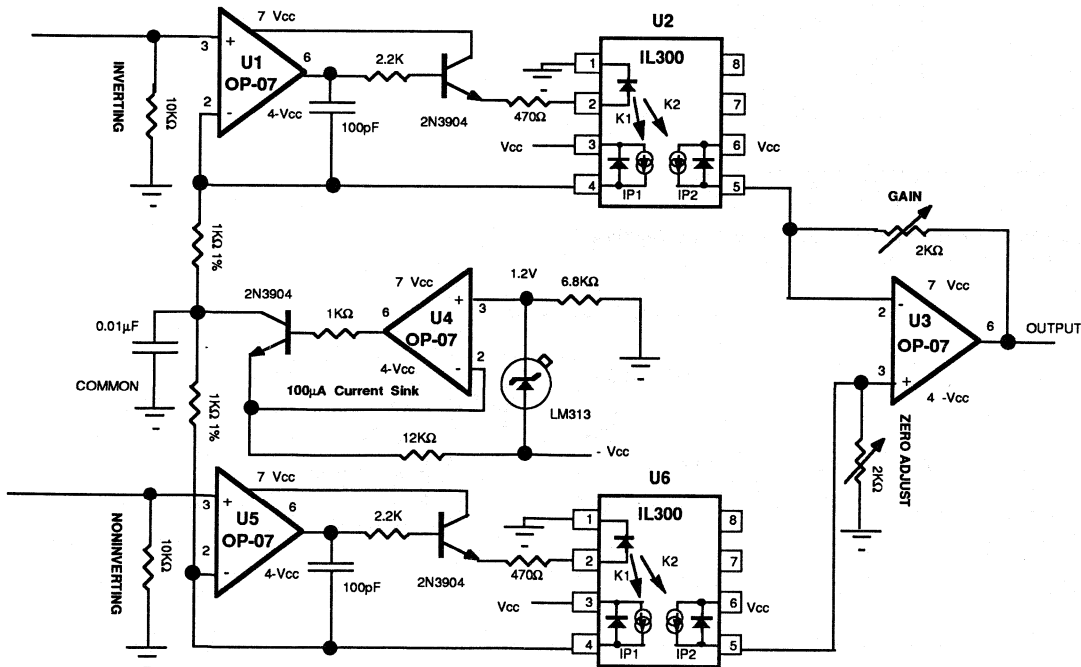 U2
IL300
7 Vcc
3
+
U1
OP-07
6
2
-
4-Vcc
2.2K
2N3904
470Ω
100pF
INVERTING
10KΩ
1
2
3
4
Vcc
K1
K2
IP1
IP2
8
7
6
5
Vcc
1KΩ 1%
GAIN
2KΩ
7 Vcc
-
2
U3
OP-07
6
OUTPUT
3
+
4 -Vcc
ZERO ADJUST
2KΩ
2N3904
1KΩ
7 Vcc
6
U4
OP-07
+
3
2
-
4-Vcc
1.2V
6.8KΩ
0.01µF
COMMON
100µA Current Sink
LM313
1KΩ 1%
12KΩ
- Vcc
U6
IL300
7 Vcc
3
+
U5
OP-07
6
2
-
4-Vcc
2.2K
2N3904
470Ω
100pF
NONINVERTING
10KΩ
1
2
3
4
Vcc
K1
K2
IP1
IP2
8
7
6
5
Vcc